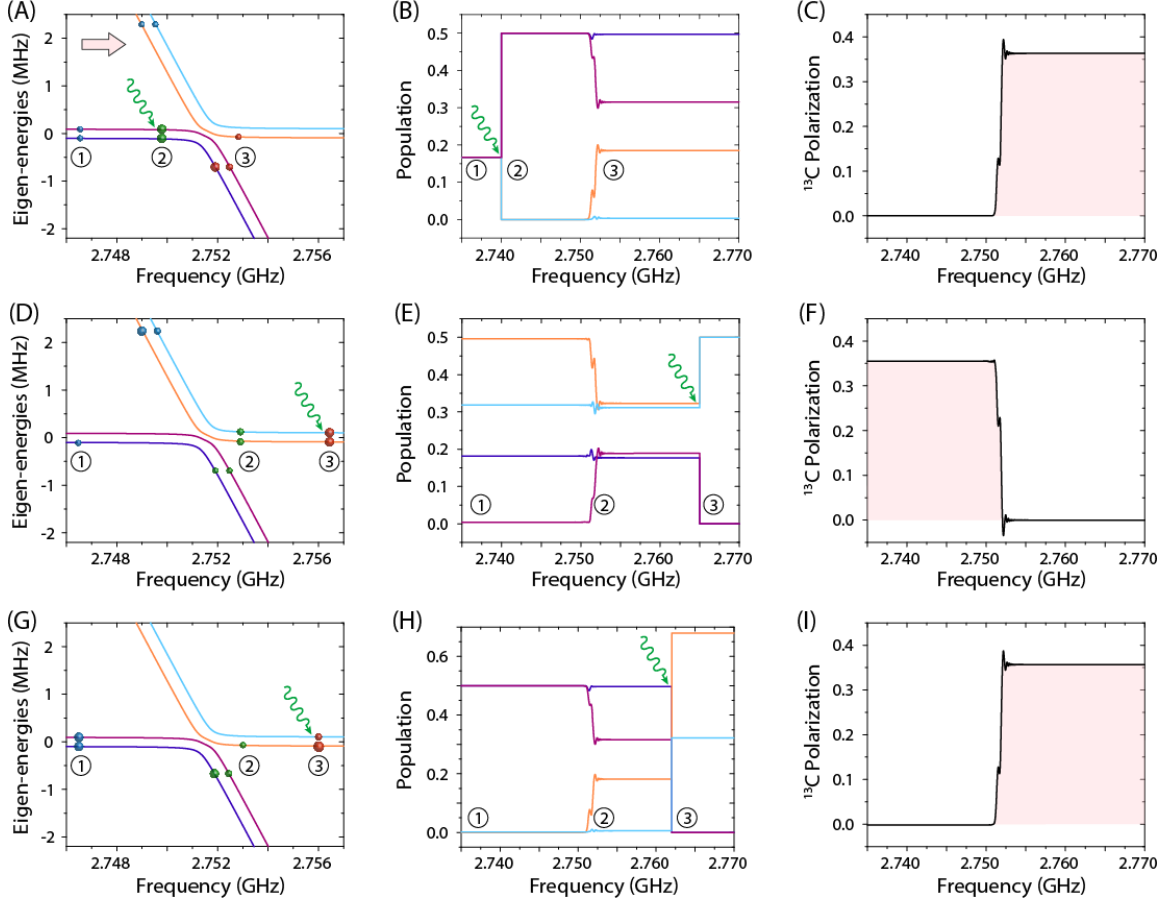 (A)
Eigen-energies (MHz)
2
1
0
-1
-2
① ② ③
2.748 2.752 2.756
Frequency (GHz)
(B)
Population
0.5
0.4
0.3
0.2
0.1
0.0
① ② ③
2.740 2.750 2.760 2.770
Frequency (GHz)
(C)
¹³C Polarization
0.4
0.3
0.2
0.1
0.0
2.740 2.750 2.760 2.770
Frequency (GHz)
(D)
Eigen-energies (MHz)
2
1
0
-1
-2
① ② ③
2.748 2.752 2.756
Frequency (GHz)
(E)
Population
0.5
0.4
0.3
0.2
0.1
0.0
① ② ③
2.740 2.750 2.760 2.770
Frequency (GHz)
(F)
¹³C Polarization
0.4
0.3
0.2
0.1
0.0
2.740 2.750 2.760 2.770
Frequency (GHz)
(G)
Eigen-energies (MHz)
2
1
0
-1
-2
① ② ③
2.748 2.752 2.756
Frequency (GHz)
(H)
Population
0.6
0.4
0.2
0.0
① ② ③
2.740 2.750 2.760 2.770
Frequency (GHz)
(I)
¹³C Polarization
0.4
0.3
0.2
0.1
0.0
2.740 2.750 2.760 2.770
Frequency (GHz)